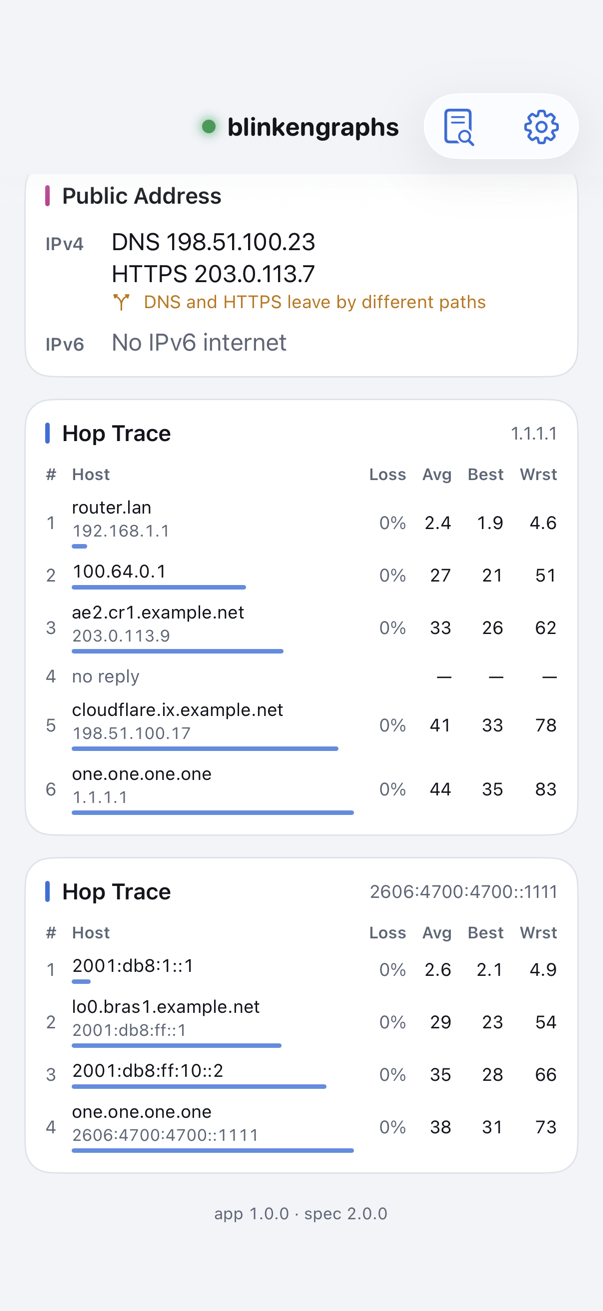 blinkengraphs
Public Address
IPv4 DNS 198.51.100.23
HTTPS 203.0.113.7
DNS and HTTPS leave by different paths
IPv6 No IPv6 internet
Hop Trace 1.1.1.1
# Host Loss Avg Best Wrst
router.lan
1 0% 2.4 1.9 4.6
192.168.1.1
2 100.64.0.1 0% 27 21 51
ae2.cr1.example.net
3 0% 33 26 62
203.0.113.9
4 no reply — — —
cloudflare.ix.example.net
5 0% 41 33 78
198.51.100.17
one.one.one.one
6 0% 44 35 83
1.1.1.1
Hop Trace 2606:4700:4700::1111
# Host Loss Avg Best Wrst
1 2001:db8:1::1 0% 2.6 2.1 4.9
lo0.bras1.example.net
2 0% 29 23 54
2001:db8:ff::1
3 2001:db8:ff:10::2 0% 35 28 66
one.one.one.one
4 0% 38 31 73
2606:4700:4700::1111
app 1.0.0 · spec 2.0.0